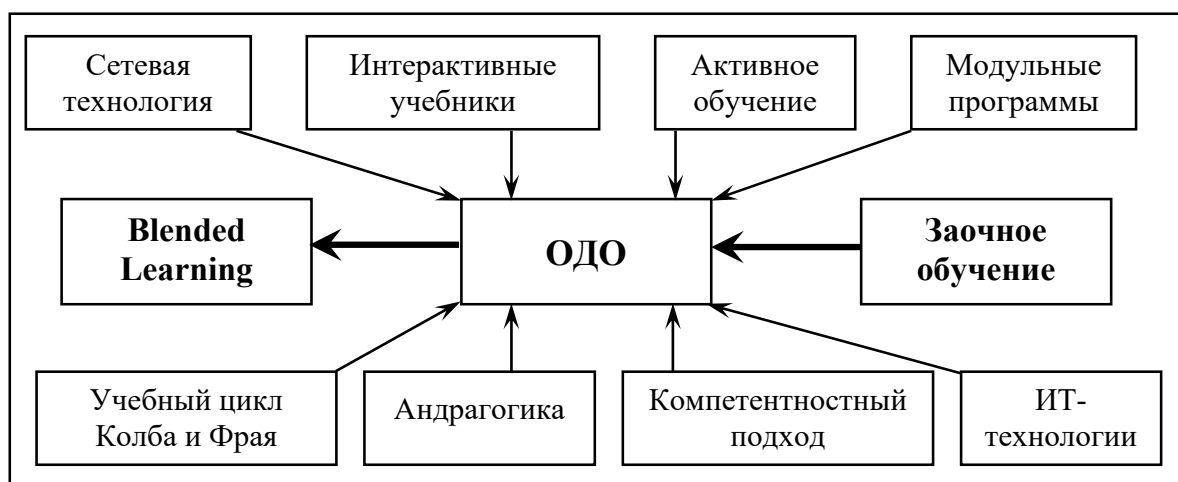 Сетевая
технология
Интерактивные
учебники
Активное
обучение
Модульные
программы
Blended
Learning
ОДО
Заочное
обучение
Учебный цикл
Колба и Фрая
Андрагогика
Компетентностный
подход
ИТ-
технологии